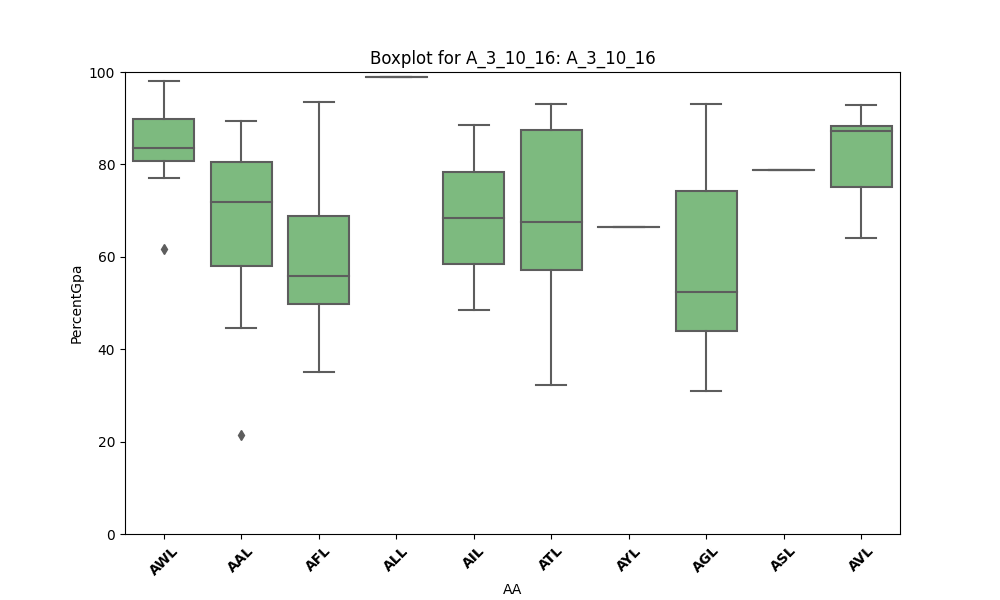 Boxplot for A_3_10_16: A_3_10_16
100
80
60
40
20
0
PercentGpa
AWL
AAL
AFL
ALL
AIL
ATL
AYL
AGL
ASL
AVL
AA